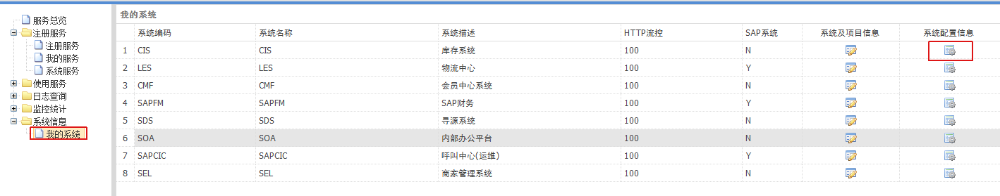 服务总览
注册服务
注册服务
我的服务
系统服务
使用服务
日志查询
监控统计
系统信息
我的系统
我的系统
系统编码 系统名称 系统描述 HTTP流控 SAP系统 系统及项目信息 系统配置信息
1 CIS CIS 库存系统 100 N
2 LES LES 物流中心 100 Y
3 CMF CMF 会员中心系统 100 N
4 SAPFM SAPFM SAP财务 100 Y
5 SDS SDS 寻源系统 100 N
6 SOA SOA 内部办公平台 100 N
7 SAPCIC SAPCIC 呼叫中心(运维) 100 Y
8 SEL SEL 商家管理系统 100 N